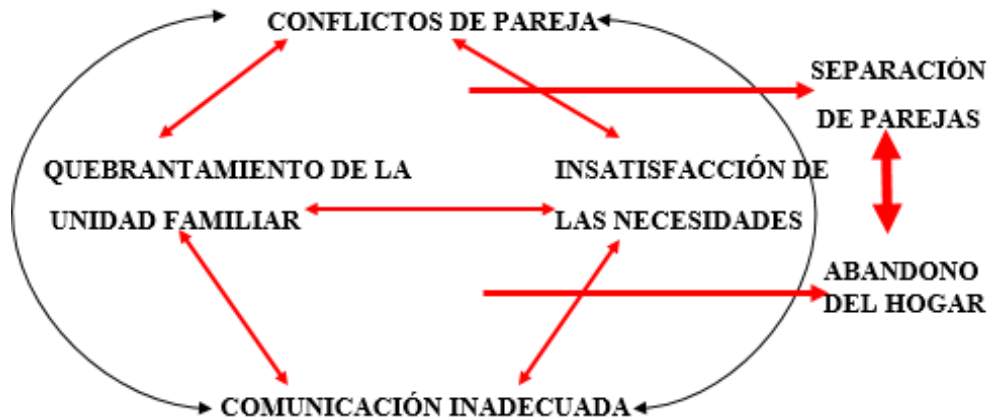 CONFLICTOS DE PAREJA
SEPARACIÓN
DE PAREJAS
QUEBRANTAMIENTO DE LA
UNIDAD FAMILIAR
INSATISFACCIÓN DE
LAS NECESIDADES
ABANDONO
DEL HOGAR
COMUNICACIÓN INADECUADA